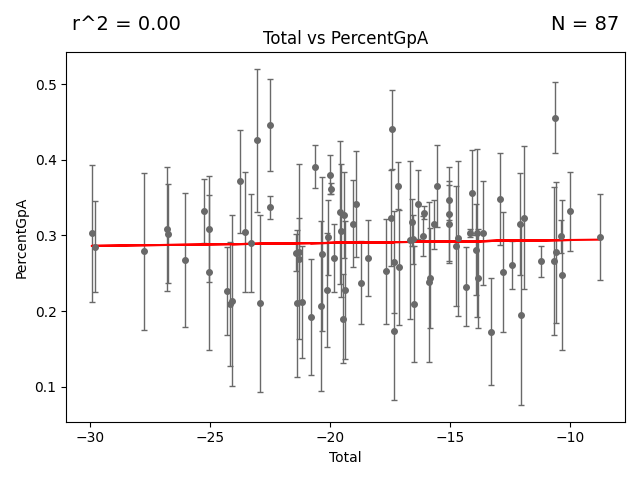 r^2 = 0.00
N = 87
Total vs PercentGpA
PercentGpA
0.5
0.4
0.3
0.2
0.1
−30
−25
−20
−15
−10
Total